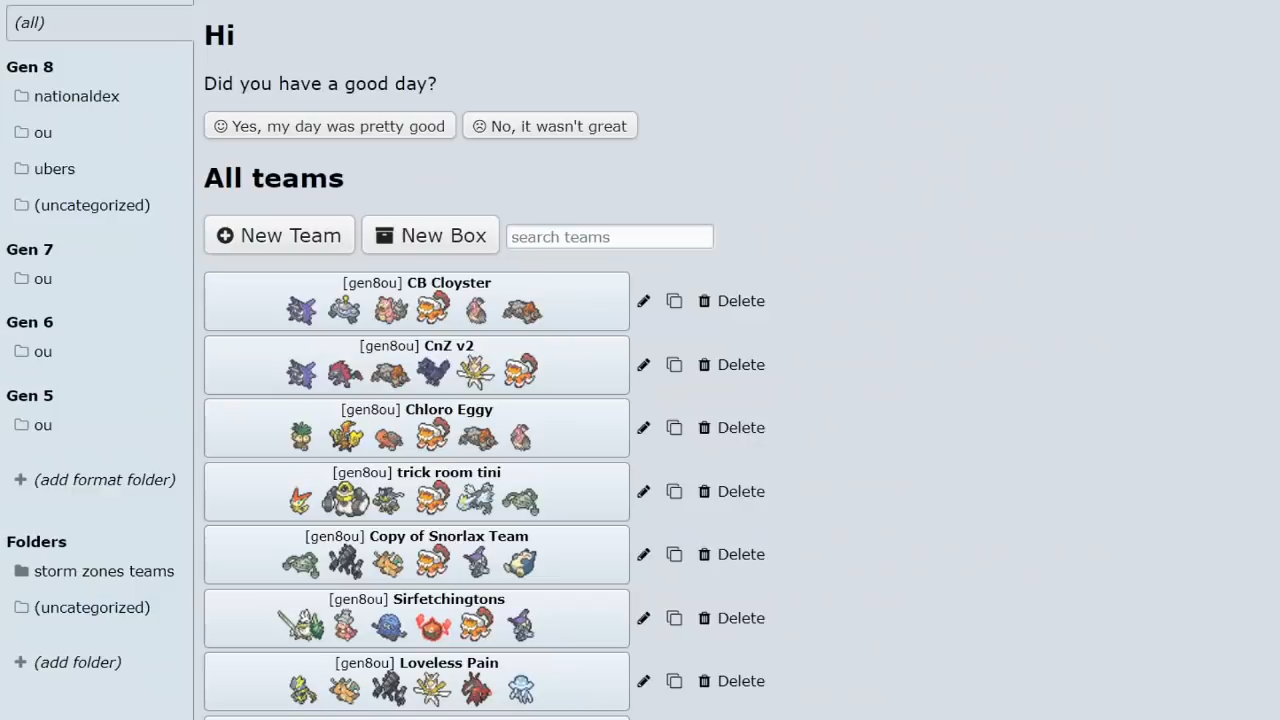 (all)
Gen 8
nationaldex
ou
ubers
(uncategorized)
Gen 7
ou
Gen 6
ou
Gen 5
ou
(add format folder)
Folders
storm zones teams
(uncategorized)
(add folder)
Hi
Did you have a good day?
Yes, my day was pretty good
No, it wasn't great
All teams
New Team
New Box
search teams
[gen8ou] CB Cloyster
Delete
[gen8ou] CnZ v2
Delete
[gen8ou] Chloro Eggy
Delete
[gen8ou] trick room tini
Delete
[gen8ou] Copy of Snorlax Team
Delete
[gen8ou] Sirfetchingtons
Delete
[gen8ou] Loveless Pain
Delete